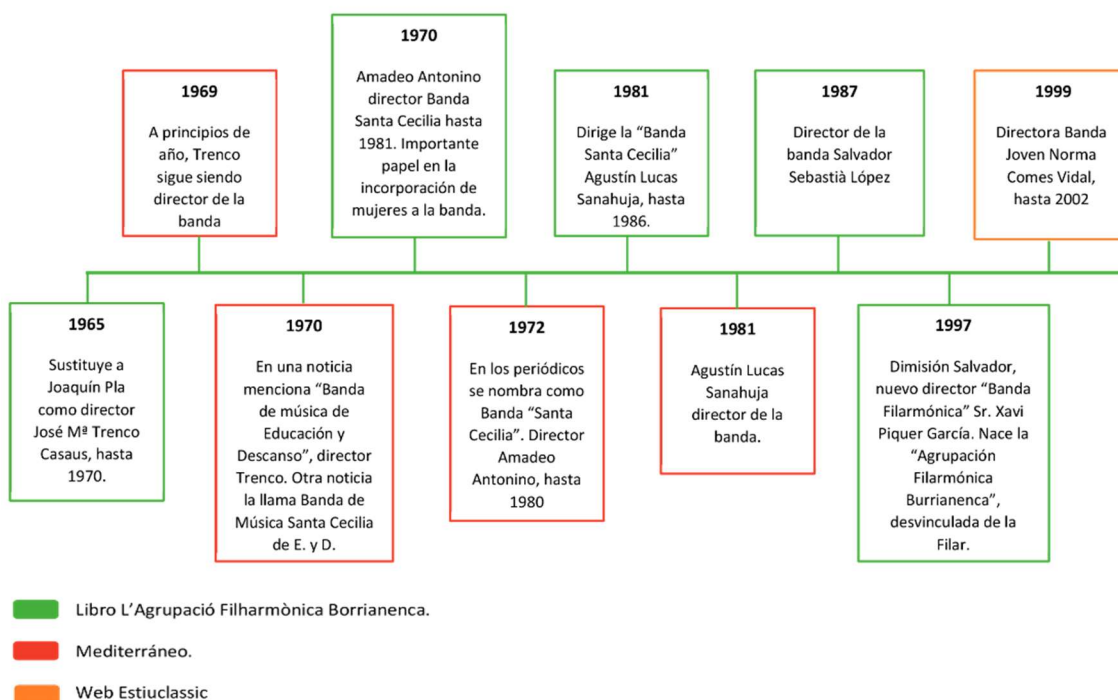 1969
A principios de
año, Trenco
sigue siendo
director de la
banda
1970
Amadeo Antonino
director Banda
Santa Cecilia hasta
1981. Importante
papel en la
incorporación de
mujeres a la banda.
1981
Dirige la “Banda
Santa Cecilia”
Agustín Lucas
Sanahuja, hasta
1986.
1987
Director de la
banda Salvador
Sebastià López
1999
Directora Banda
Joven Norma
Comes Vidal,
hasta 2002
1965
Sustituye a
Joaquín Pla
como director
José Mª Trenco
Casaus, hasta
1970.
1970
En una noticia
menciona “Banda
de música de
Educación y
Descanso”, director
Trenco. Otra noticia
la llama Banda de
Música Santa Cecilia
de E. y D.
1972
En los periódicos
se nombra como
Banda “Santa
Cecilia”. Director
Amadeo
Antonino, hasta
1980
1981
Agustín Lucas
Sanahuja
director de la
banda.
1997
Dimisión Salvador,
nuevo director “Banda
Filarmónica” Sr. Xavi
Piquer García. Nace la
“Agrupación
Filarmónica
Burrianenca”,
desvinculada de la
Filar.
Libro L’Agrupació Filharmònica Borrianenca.
Mediterráneo.
Web Estiuclassic